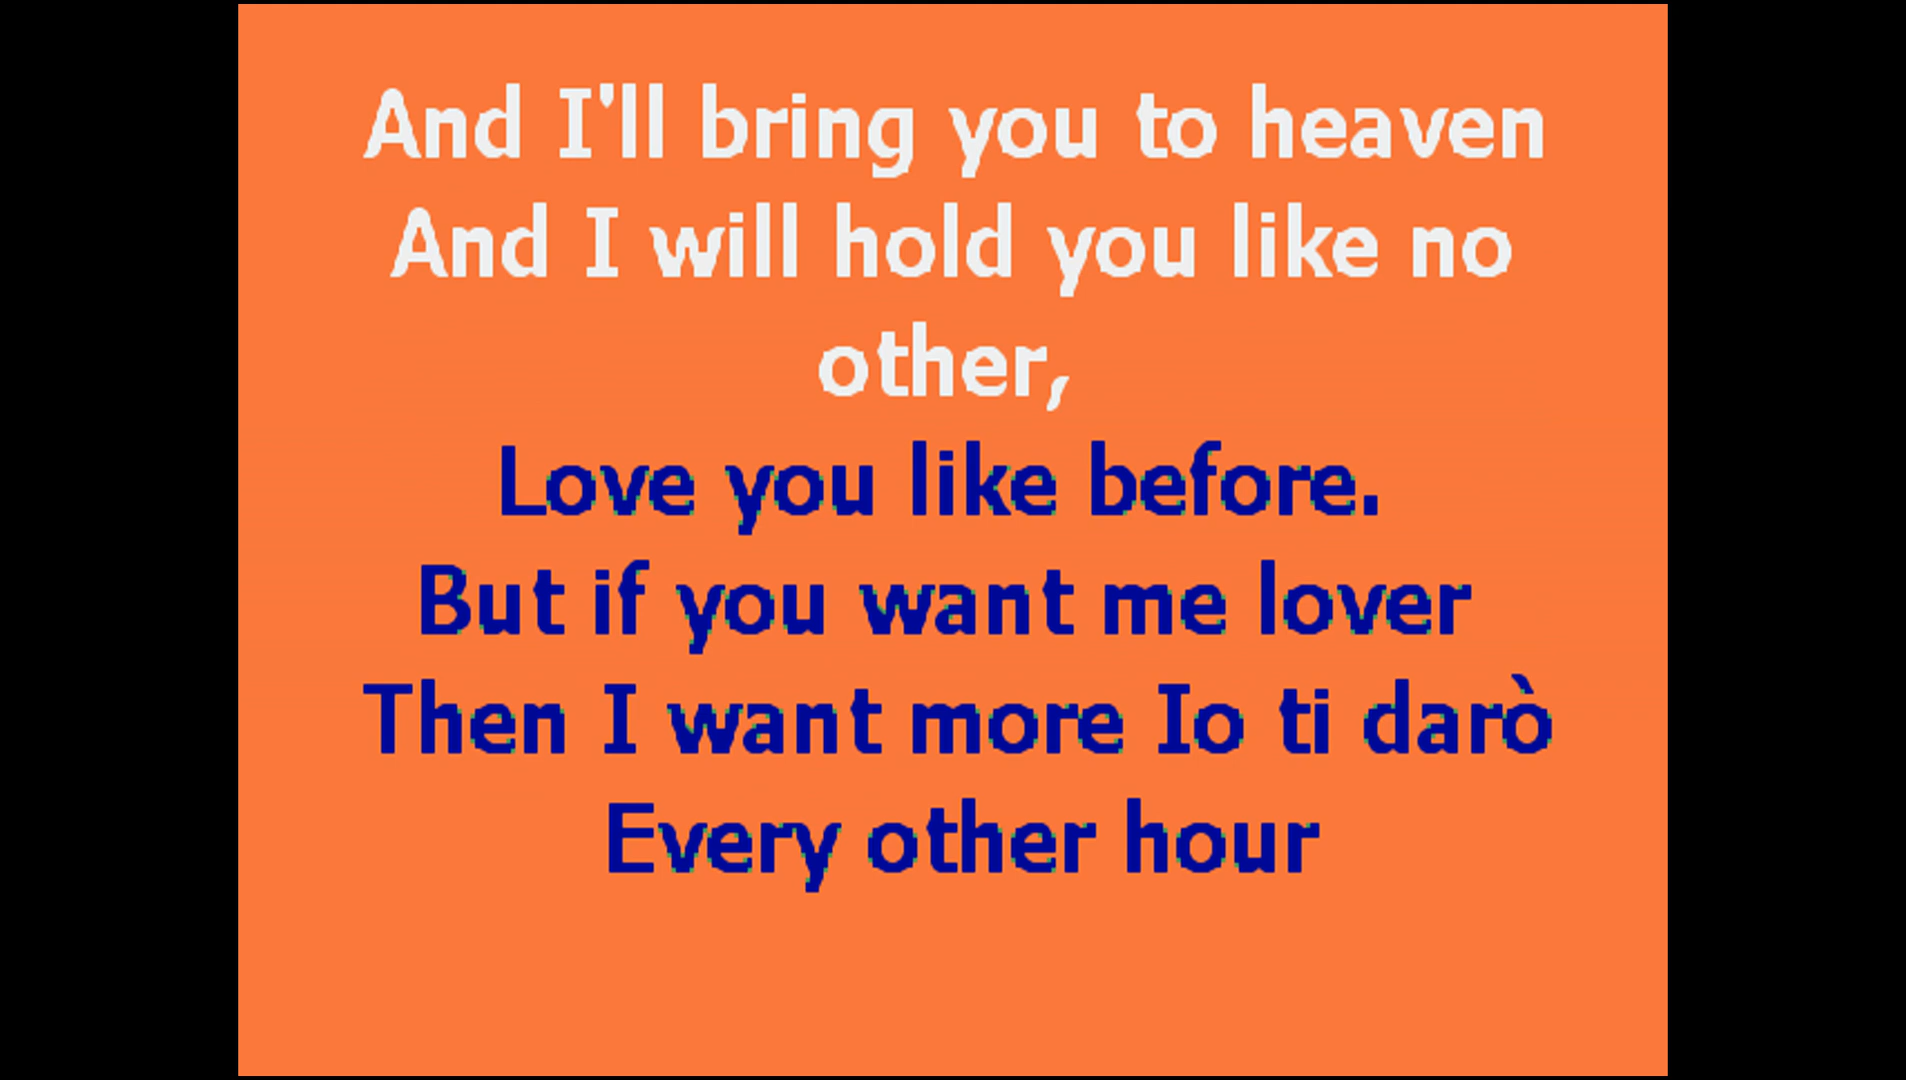 And I'll bring you to heaven
And I will hold you like no
other,
Love you like before.
But if you want me lover
Then I want more Io ti darò
Every other hour